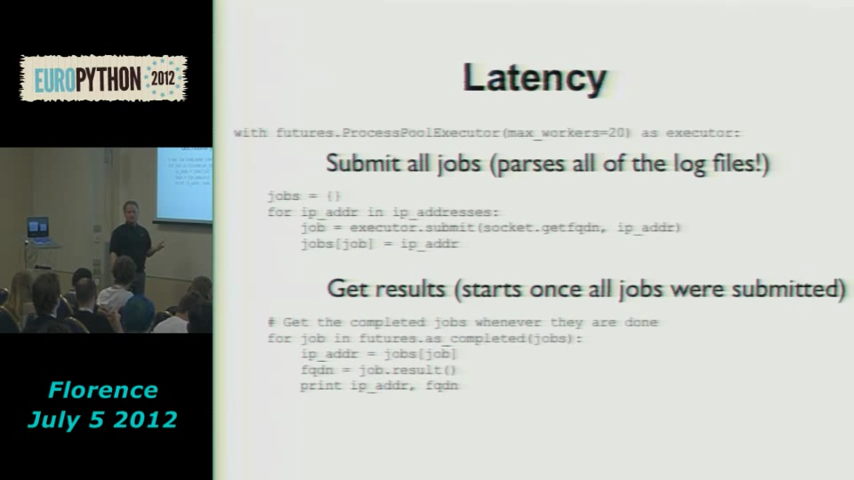 EUROPYTHON 2012
Florence
July 5 2012
Latency
with futures.ProcessPoolExecutor(max_workers=20) as executor:
Submit all jobs (parses all of the log files!)
jobs = {}
for ip_addr in ip_addresses:
job = executor.submit(socket.getfqdn, ip_addr)
jobs[job] = ip_addr
Get results (starts once all jobs were submitted)
# Get the completed jobs whenever they are done
for job in futures.as_completed(jobs):
ip_addr = jobs[job]
fqdn = job.result()
print ip_addr, fqdn